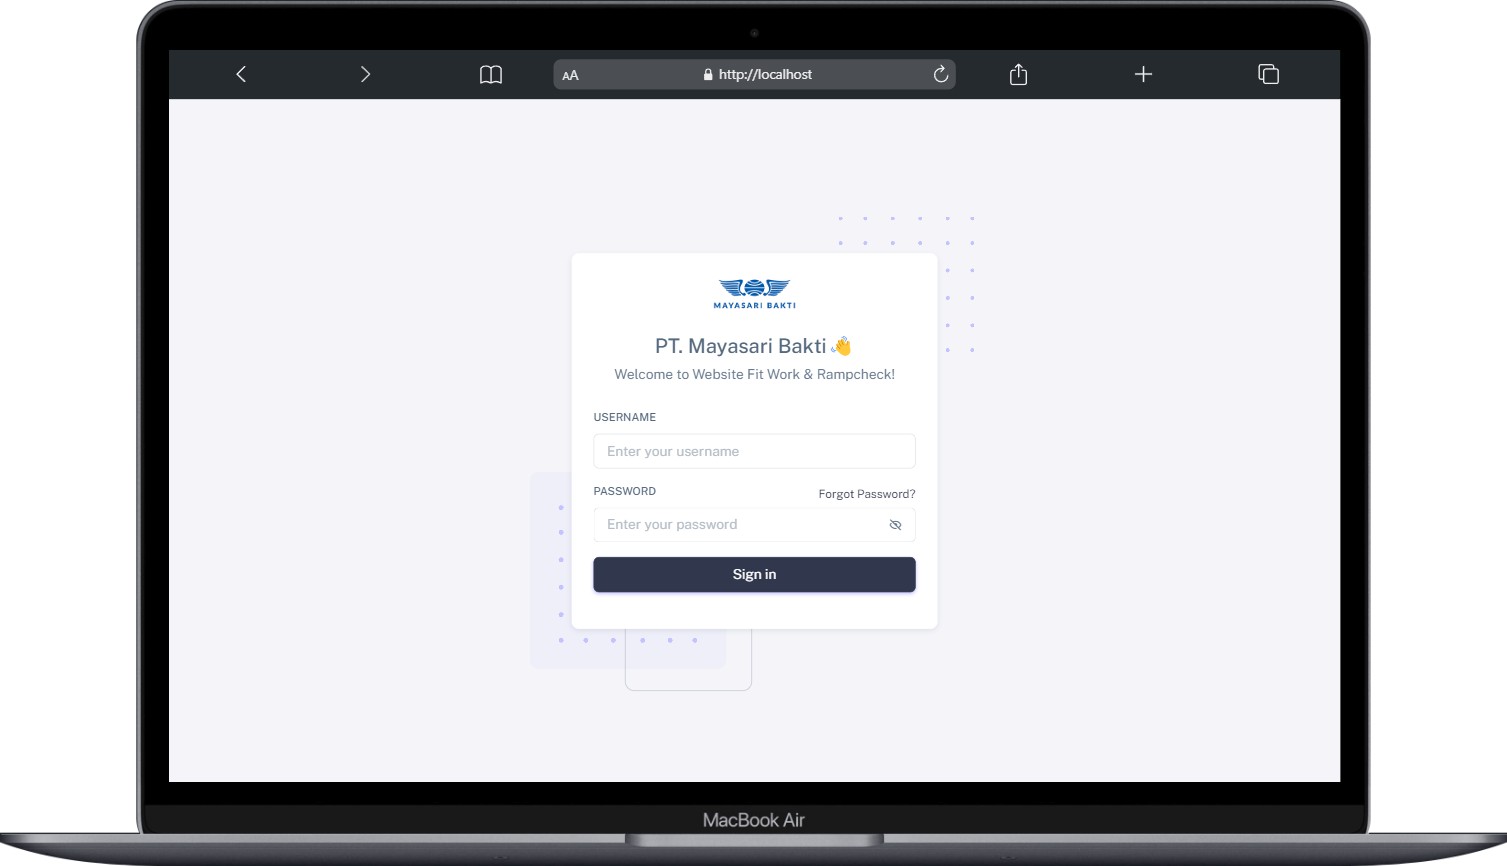 AA
http://localhost
MAYASARI BAKTI
PT. Mayasari Bakti 👋
Welcome to Website Fit Work & Rampcheck!
USERNAME
Enter your username
PASSWORD
Forgot Password?
Enter your password
Sign in
MacBook Air